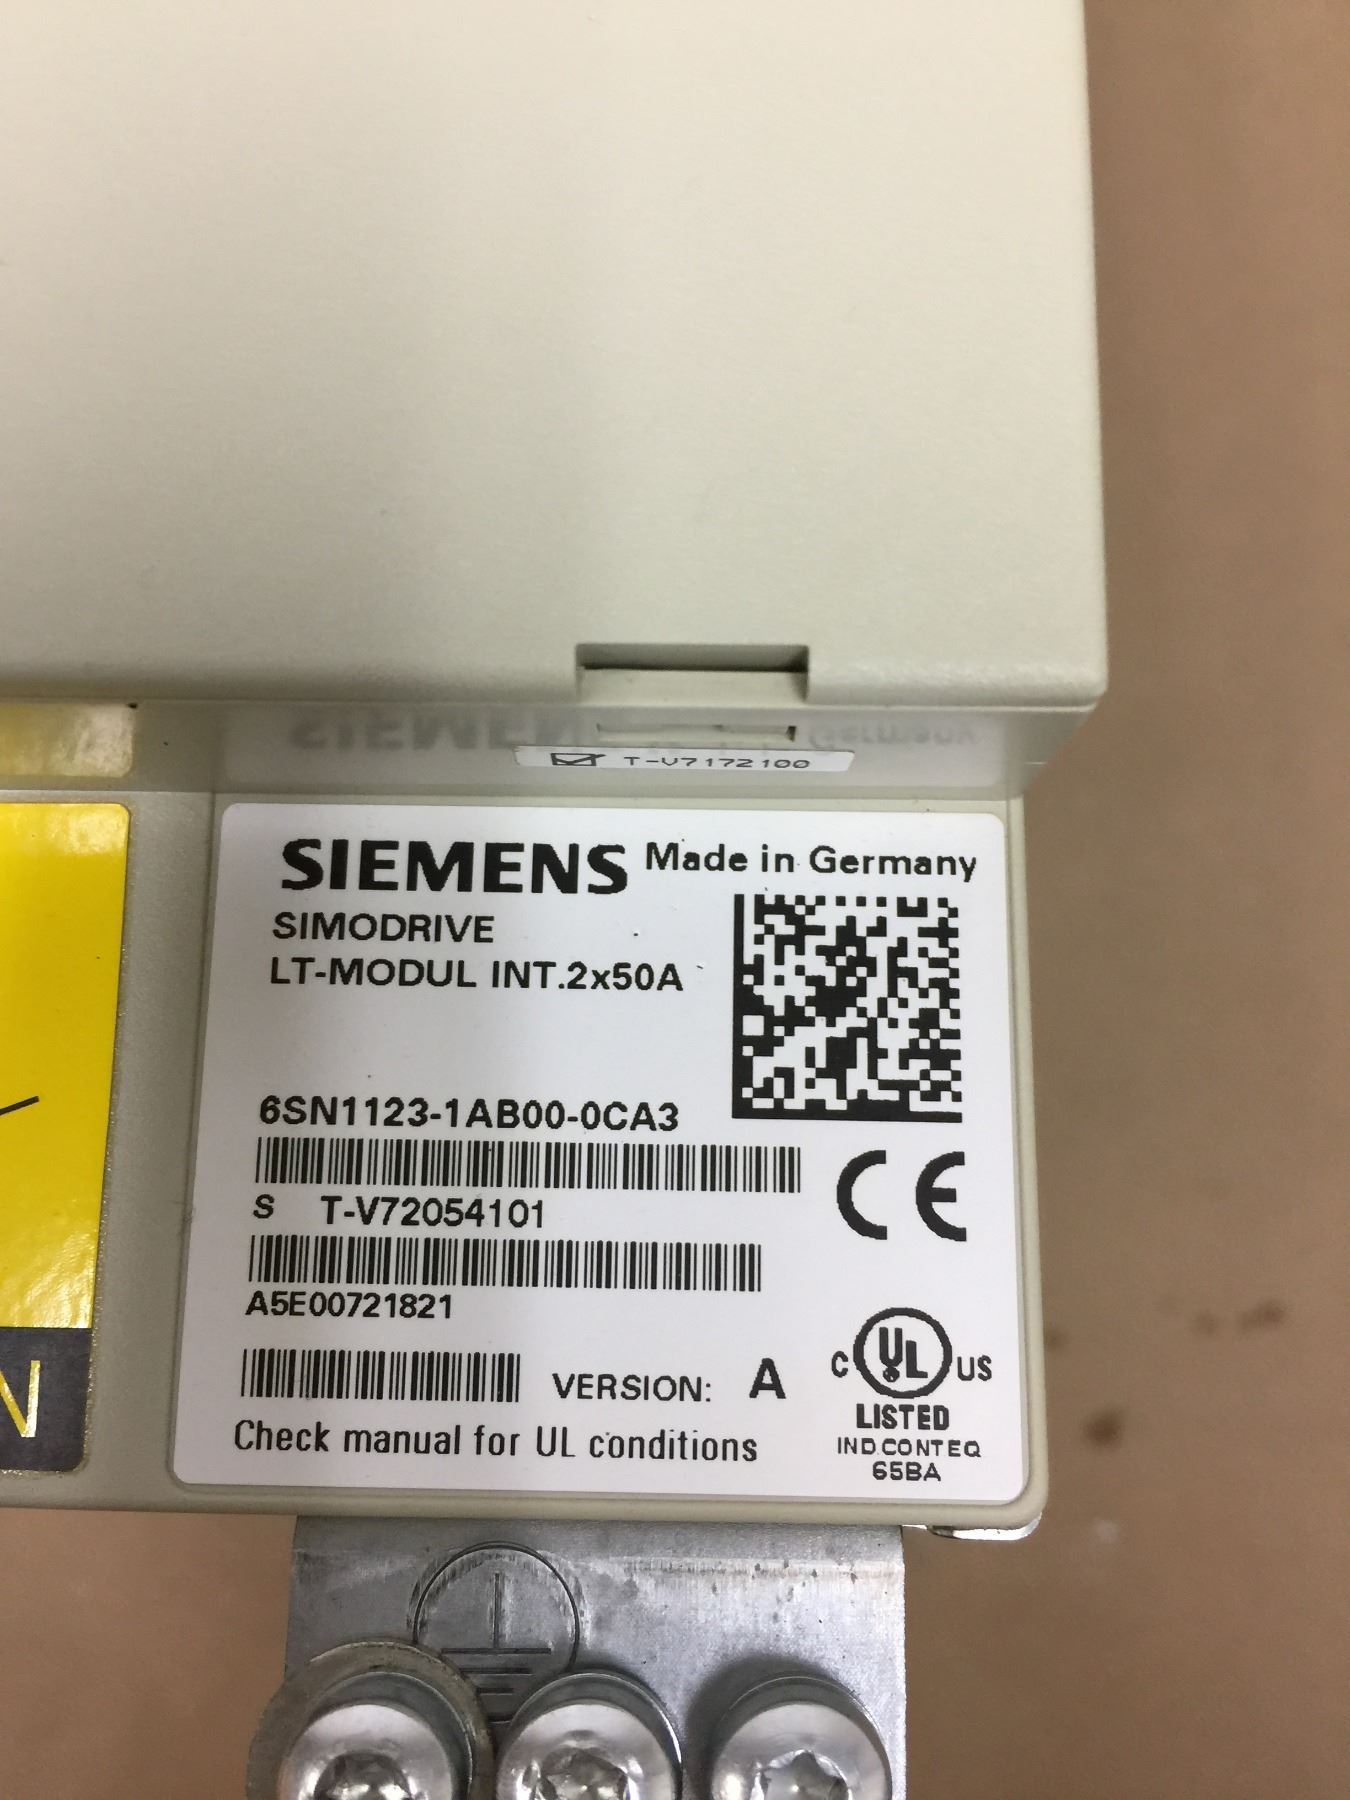 T-V7172100
SIEMENS Made in Germany
SIMODRIVE
LT-MODUL INT.2x50A
6SN1123-1AB00-0CA3
S T-V72054101
A5E00721821
VERSION: A
Check manual for UL conditions
CE
C UL US
LISTED
IND.CONT EQ
65BA
N